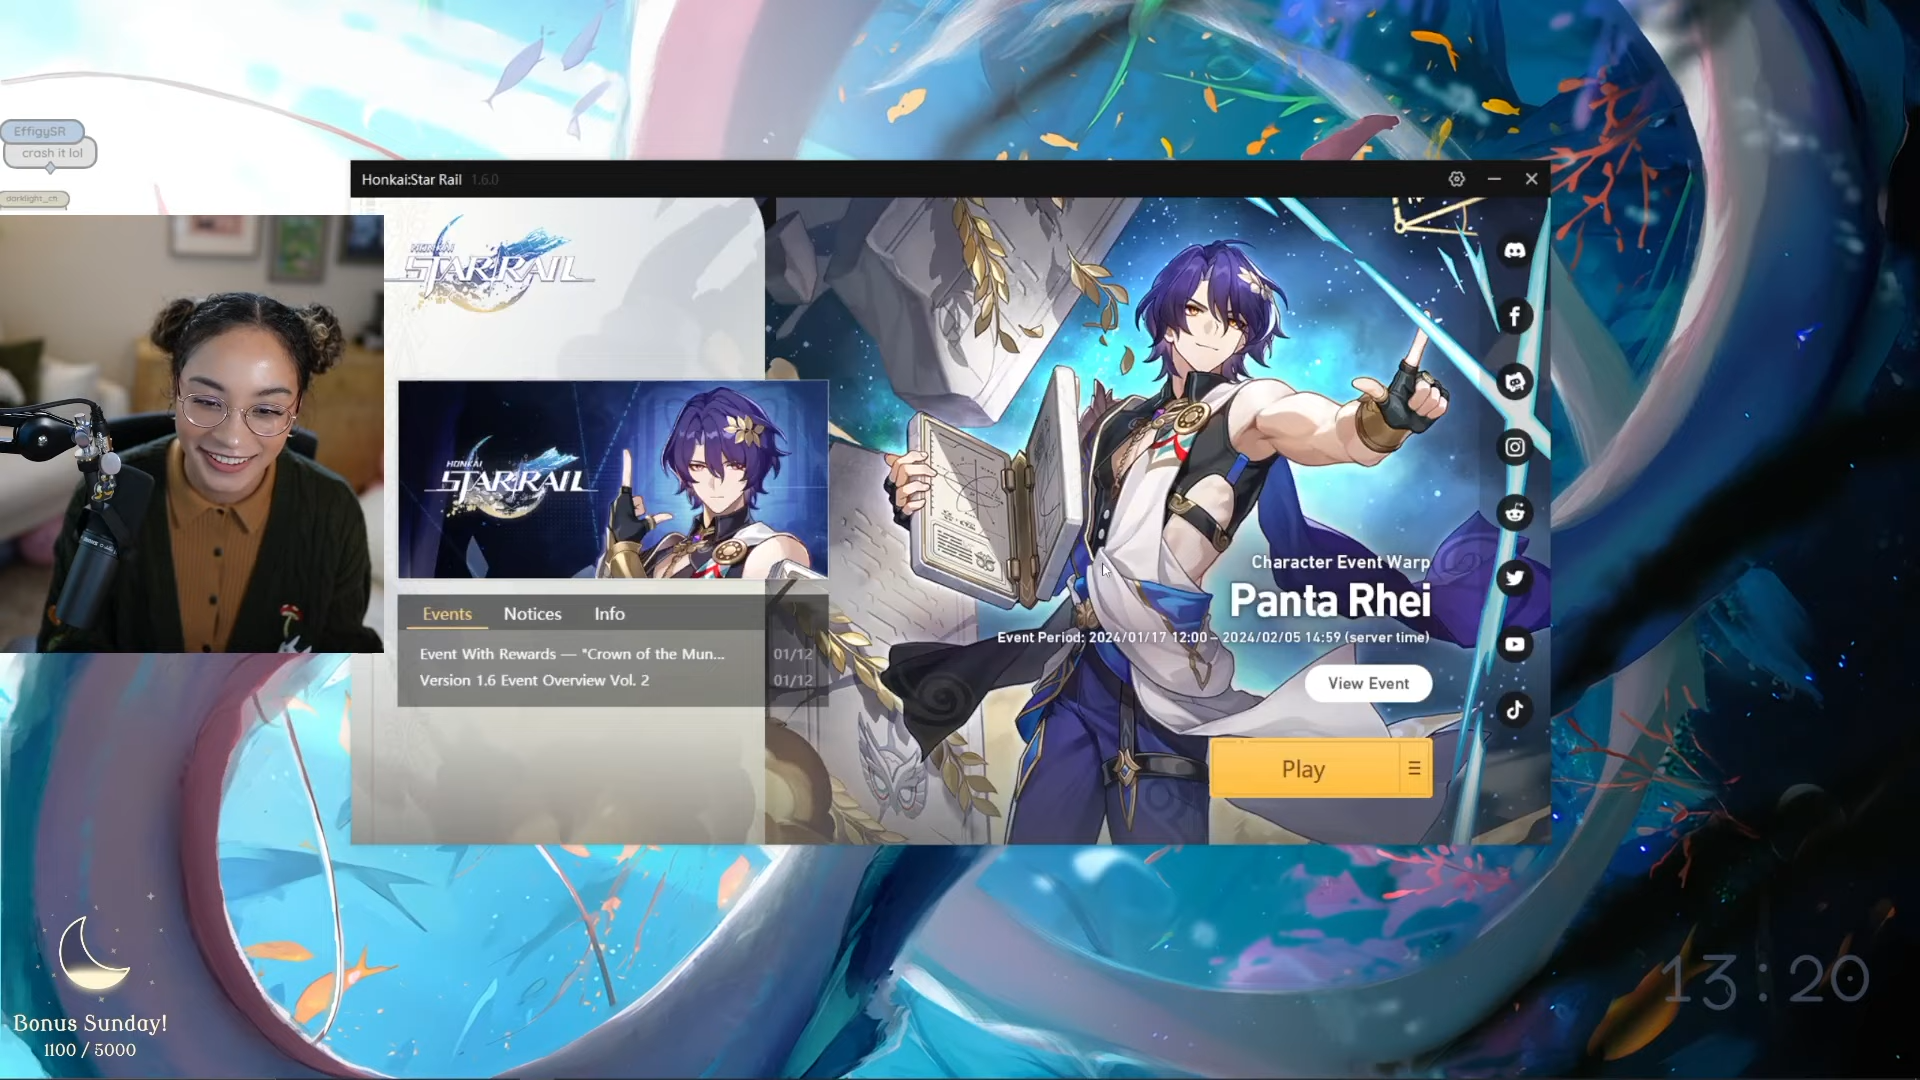 EffigySR
crash it lol
darklight_ch
Honkai:Star Rail 1.6.0
HONKAI
STAR RAIL
HONKAI
STAR RAIL
Events Notices Info
Event With Rewards — "Crown of the Mun... 01/12
Version 1.6 Event Overview Vol. 2 01/12
Character Event Warp
Panta Rhei
Event Period: 2024/01/17 12:00 – 2024/02/05 14:59 (server time)
View Event
Play
Bonus Sunday!
1100 / 5000
13:20